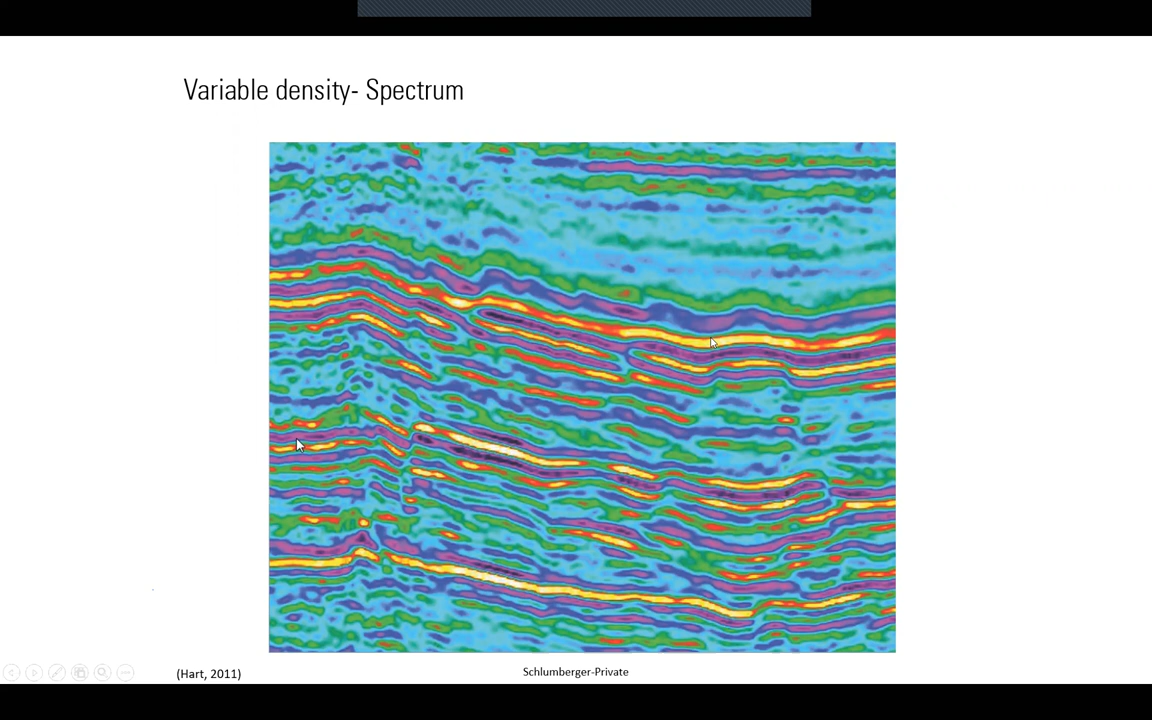 Variable density- Spectrum
(Hart, 2011)
Schlumberger-Private